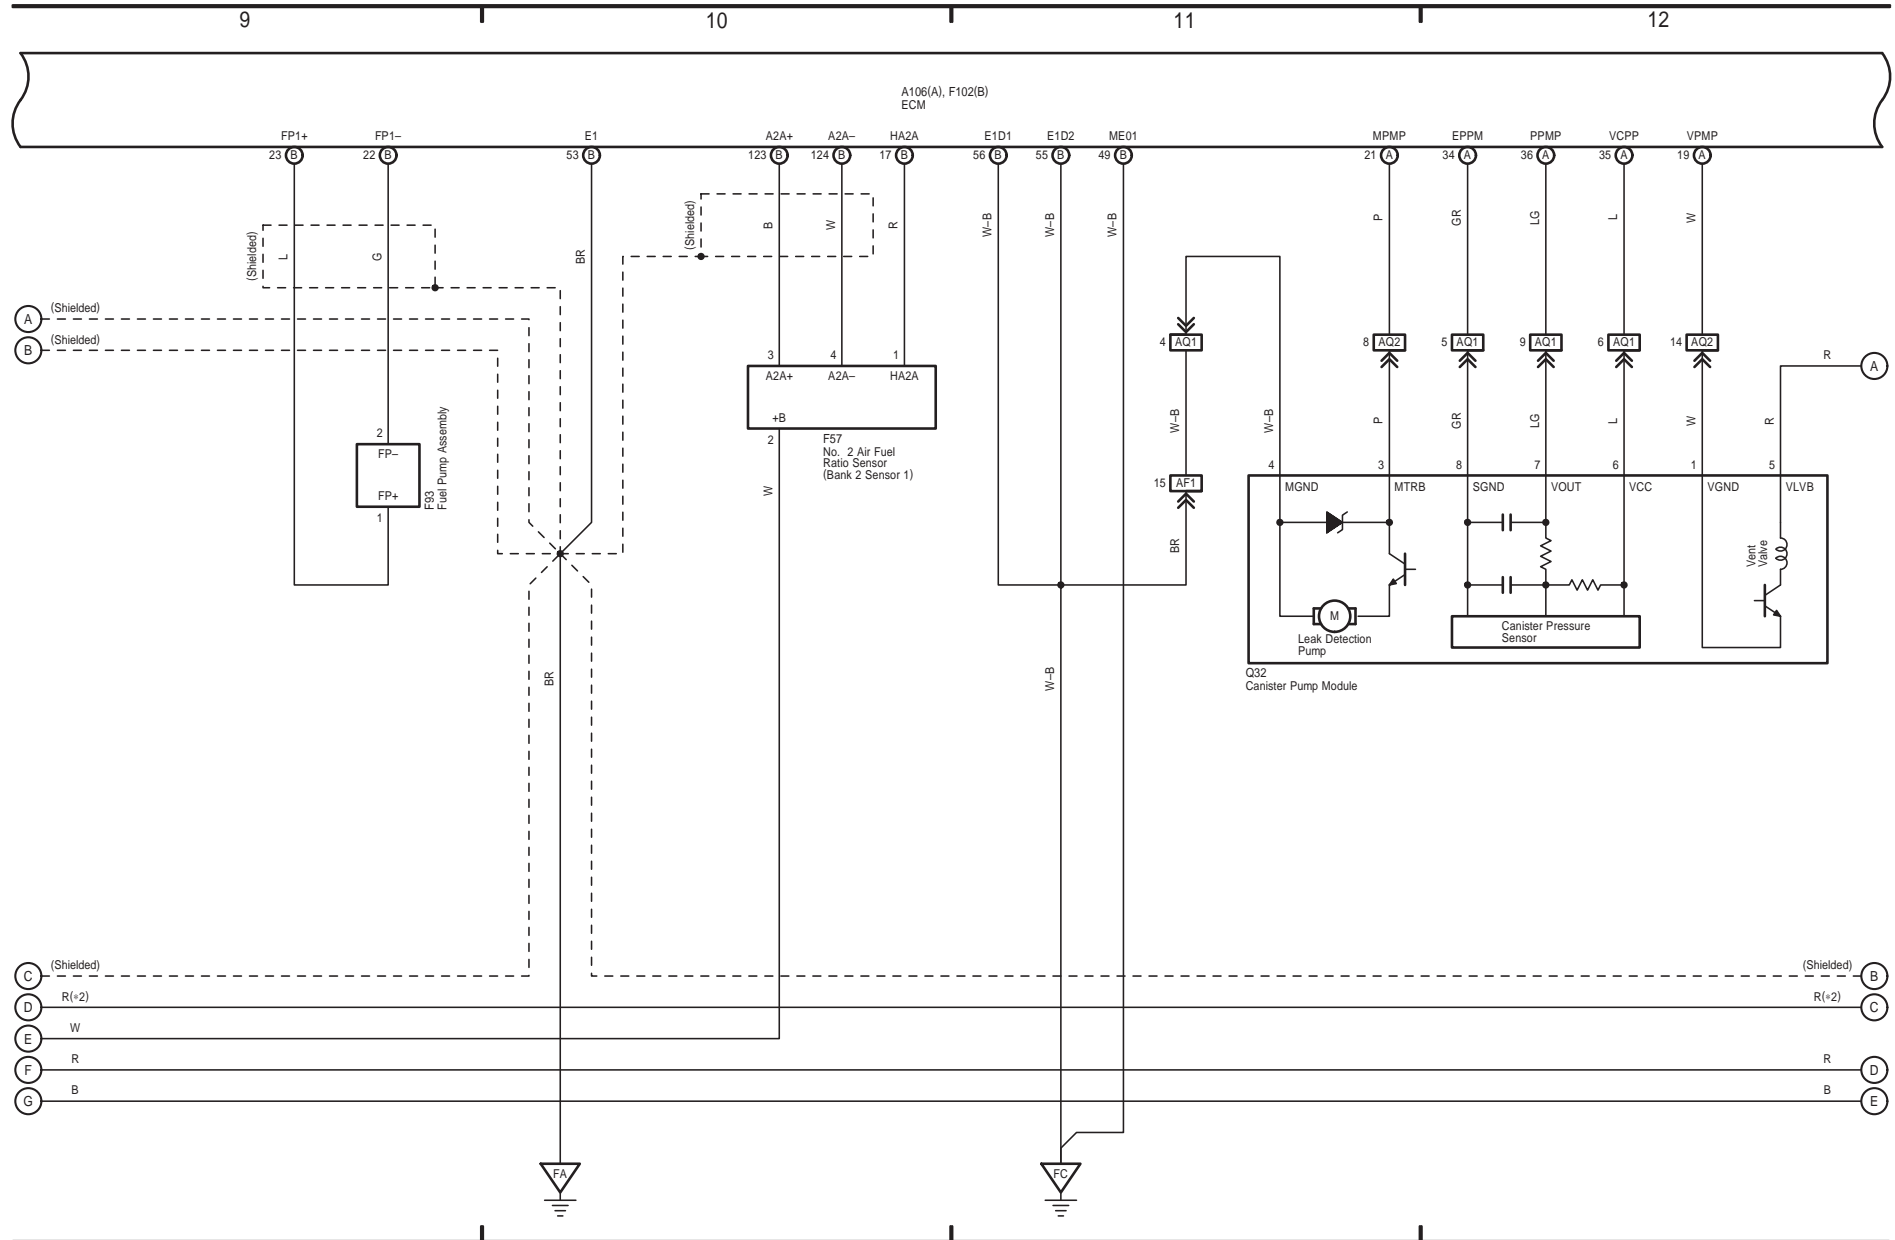 9 10 11 12
A106(A), F102(B)
ECM
FP1+ FP1– E1 A2A+ A2A– HA2A E1D1 E1D2 ME01 MPMP EPPM PPMP VCPP VPMP
23 B 22 B 53 B 123 B 124 B 17 B 56 B 55 B 49 B 21 A 34 A 36 A 35 A 19 A
(Shielded) L G BR (Shielded) B W R W–B W–B W–B P GR LG L W
A (Shielded)
B (Shielded)
4 AQ1 8 AQ2 5 AQ1 9 AQ1 6 AQ1 14 AQ2
R A
3 4 1
A2A+ A2A– HA2A
+B
2
F57
No. 2 Air Fuel
Ratio Sensor
(Bank 2 Sensor 1)
W
2
FP–
FP+
1
F93
Fuel Pump Assembly
W–B W–B P GR LG L W R
15 AF1
BR
4 3 8 7 6 1 5
MGND MTRB SGND VOUT VCC VGND VLVB
Vent
Valve
M
Leak Detection
Pump
Canister Pressure
Sensor
Q32
Canister Pump Module
BR W–B
C (Shielded) (Shielded) B
D R(*2) R(*2) C
E W
F R R D
G B B E
FA FC